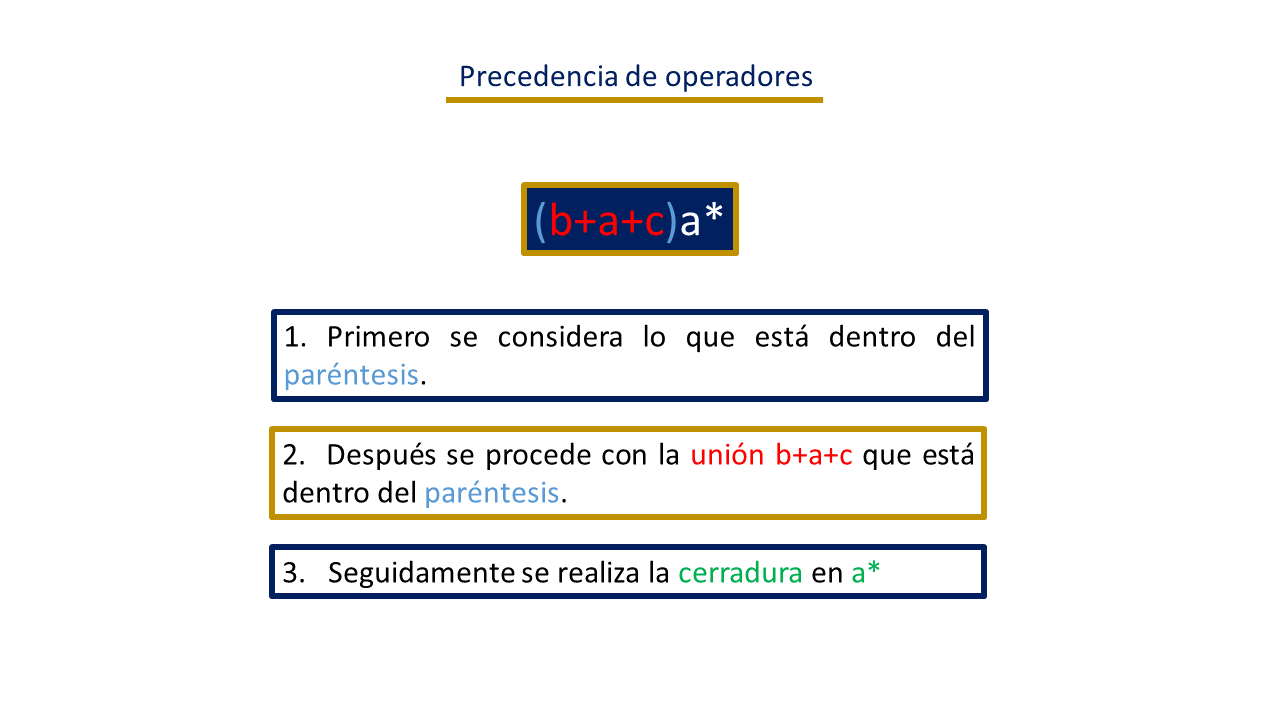 Precedencia de operadores
(b+a+c)a*
1. Primero se considera lo que está dentro del
paréntesis.
2. Después se procede con la unión b+a+c que está
dentro del paréntesis.
3. Seguidamente se realiza la cerradura en a*